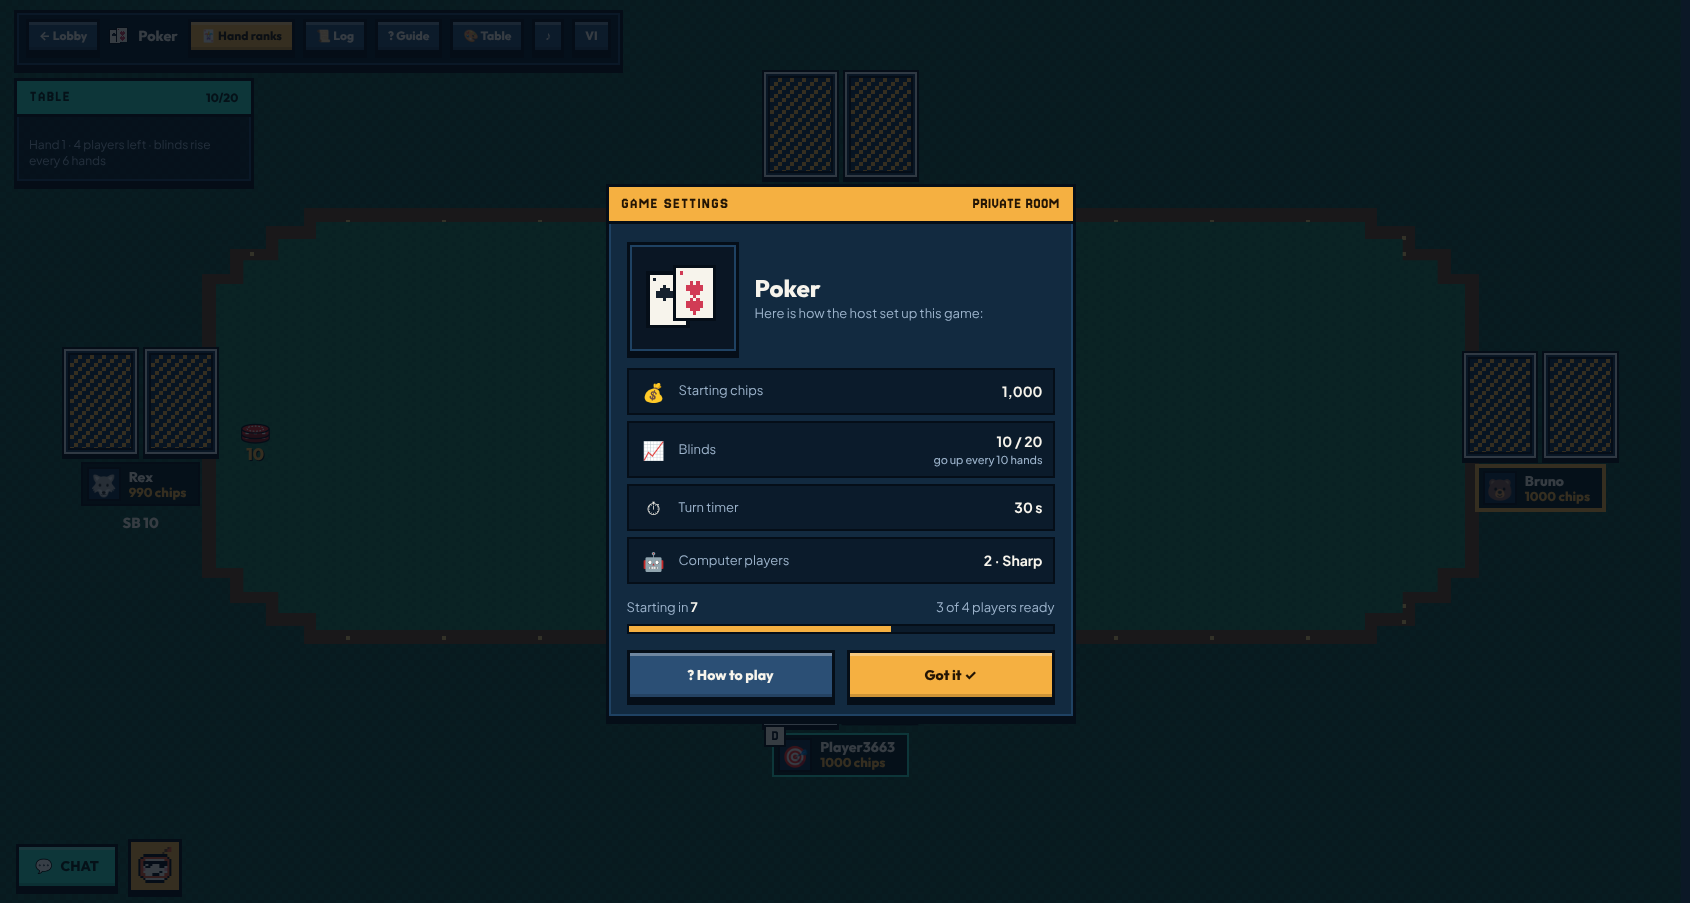 ← Lobby
Poker
Hand ranks
Log
? Guide
Table
♪
VI
TABLE
10/20
Hand 1 · 4 players left · blinds rise
every 6 hands
GAME SETTINGS
PRIVATE ROOM
Poker
Here is how the host set up this game:
Starting chips
1,000
Blinds
10 / 20
go up every 10 hands
Turn timer
30 s
Computer players
2 · Sharp
Starting in 7
3 of 4 players ready
? How to play
Got it ✓
10
Rex
990 chips
SB 10
Bruno
1000 chips
D
Player3663
1000 chips
CHAT